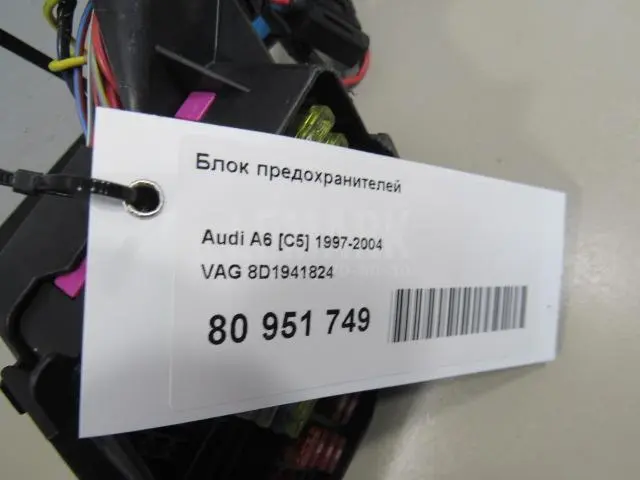 Блок предохранителей
Audi A6 [C5] 1997-2004
VAG 8D1941824
80 951 749